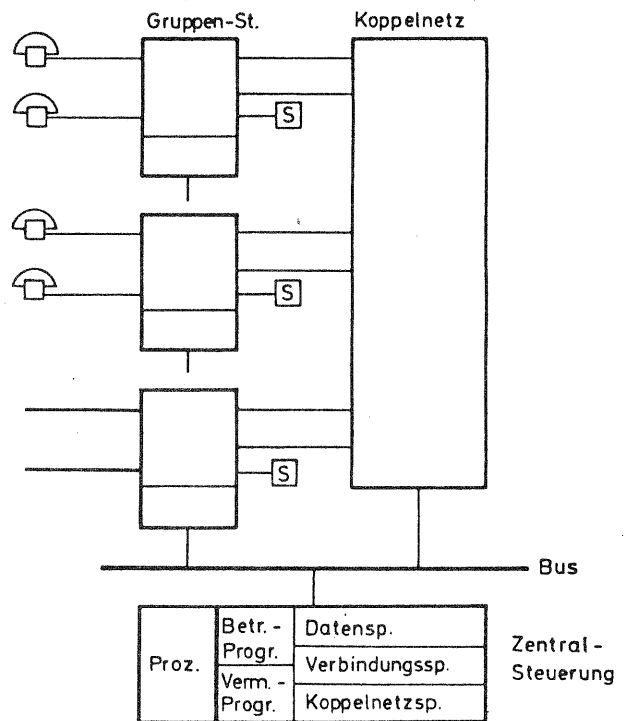 Gruppen-St.
Koppelnetz
S
S
S
Bus
Proz.
Betr.-
Progr.
Verm.-
Progr.
Datensp.
Verbindungssp.
Koppelnetzsp.
Zentral-
Steuerung